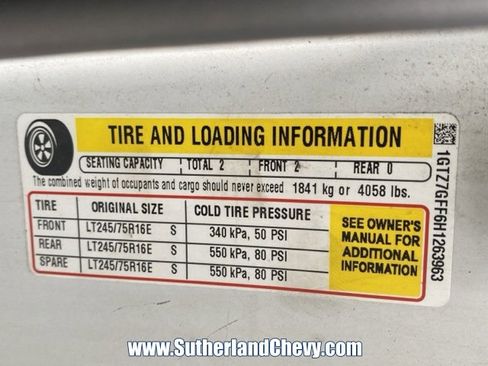 TIRE AND LOADING INFORMATION
SEATING CAPACITY TOTAL 2 FRONT 2 REAR 0
The combined weight of occupants and cargo should never exceed 1841 kg or 4058 lbs.
TIRE ORIGINAL SIZE COLD TIRE PRESSURE
FRONT LT245/75R16E S 340 kPa, 50 PSI
REAR LT245/75R16E S 550 kPa, 80 PSI
SPARE LT245/75R16E S 550 kPa, 80 PSI
SEE OWNER'S
MANUAL FOR
ADDITIONAL
INFORMATION
1GTZ7GFF6H1263963
www.SutherlandChevy.com